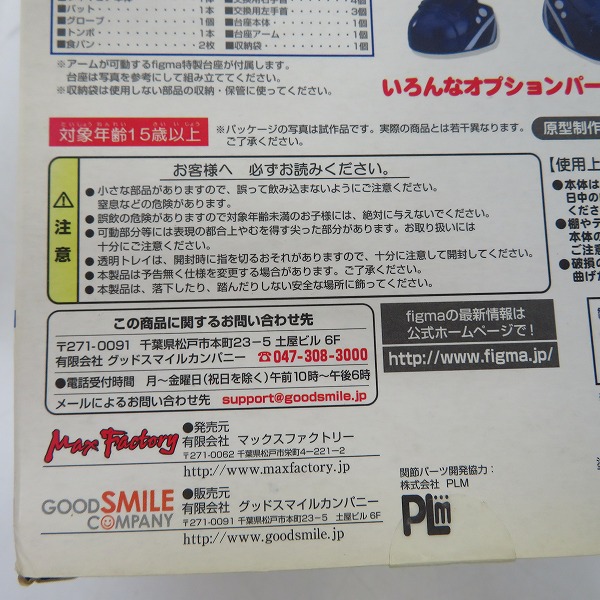 ■バット 1本
■グローブ 1個
■トンボ 1本
■食パン 2枚
■交換用右手首 4個
■交換用左手首 3個
■台座本体 1個
■台座アーム 1個
■収納袋 1個
※アームが可動するfigma特製台座が付属します。
台座は写真を参考にして組み立ててください。
※収納袋は使用しない部品の収納・保管に使ってください。
いろんなオプションパー
対象年齢15歳以上
たいしょうねんれい さいいじょう
※パッケージの写真は試作品です。実際の商品とは若干異なります。
ご了承ください。
原型制作
お客様へ 必ずお読みください。
注意
●小さな部品がありますので、誤って飲み込まないようにご注意ください。
窒息などの危険があります。
●誤飲の危険がありますので対象年齢未満のお子様には、絶対に与えないでください。
●可動部分等には表現の都合上やむを得す尖った部分があります。お取り扱いには
十分にご注意ください。
●透明トレイは、開封時に指を切るおそれがありますので、十分に注意して開封してください。
●本製品は予告無く仕様を変更する場合があります。ご了承ください。
●本製品は、落下したり、踏んだりしない安全な場所に飾ってください。
【使用上
●本体は
日中の
くださ
●棚やテ
本体の
ご注意
●破損の
曲げカ
この商品に関するお問い合わせ先
〒271-0091 千葉県松戸市本町23-5 土屋ビル 6F
有限会社 グッドスマイルカンパニー ☎047-308-3000
●電話受付時間 月〜金曜日(祝日を除く)午前10時〜午後6時
メールによるお問い合わせ先 support@goodsmile.jp
figmaの最新情報は
公式ホームページで!
http://www.figma.jp/
Max Factory
●発売元
有限会社 マックスファクトリー
〒271-0062 千葉県松戸市栄町4-221-2
http://www.maxfactory.jp
GOOD SMILE COMPANY
●販売元
有限会社 グッドスマイルカンパニー
〒271-0091 千葉県松戸市本町23-5 土屋ビル 6F
http://www.goodsmile.jp
関節パーツ開発協力:
株式会社 PLM
PLM